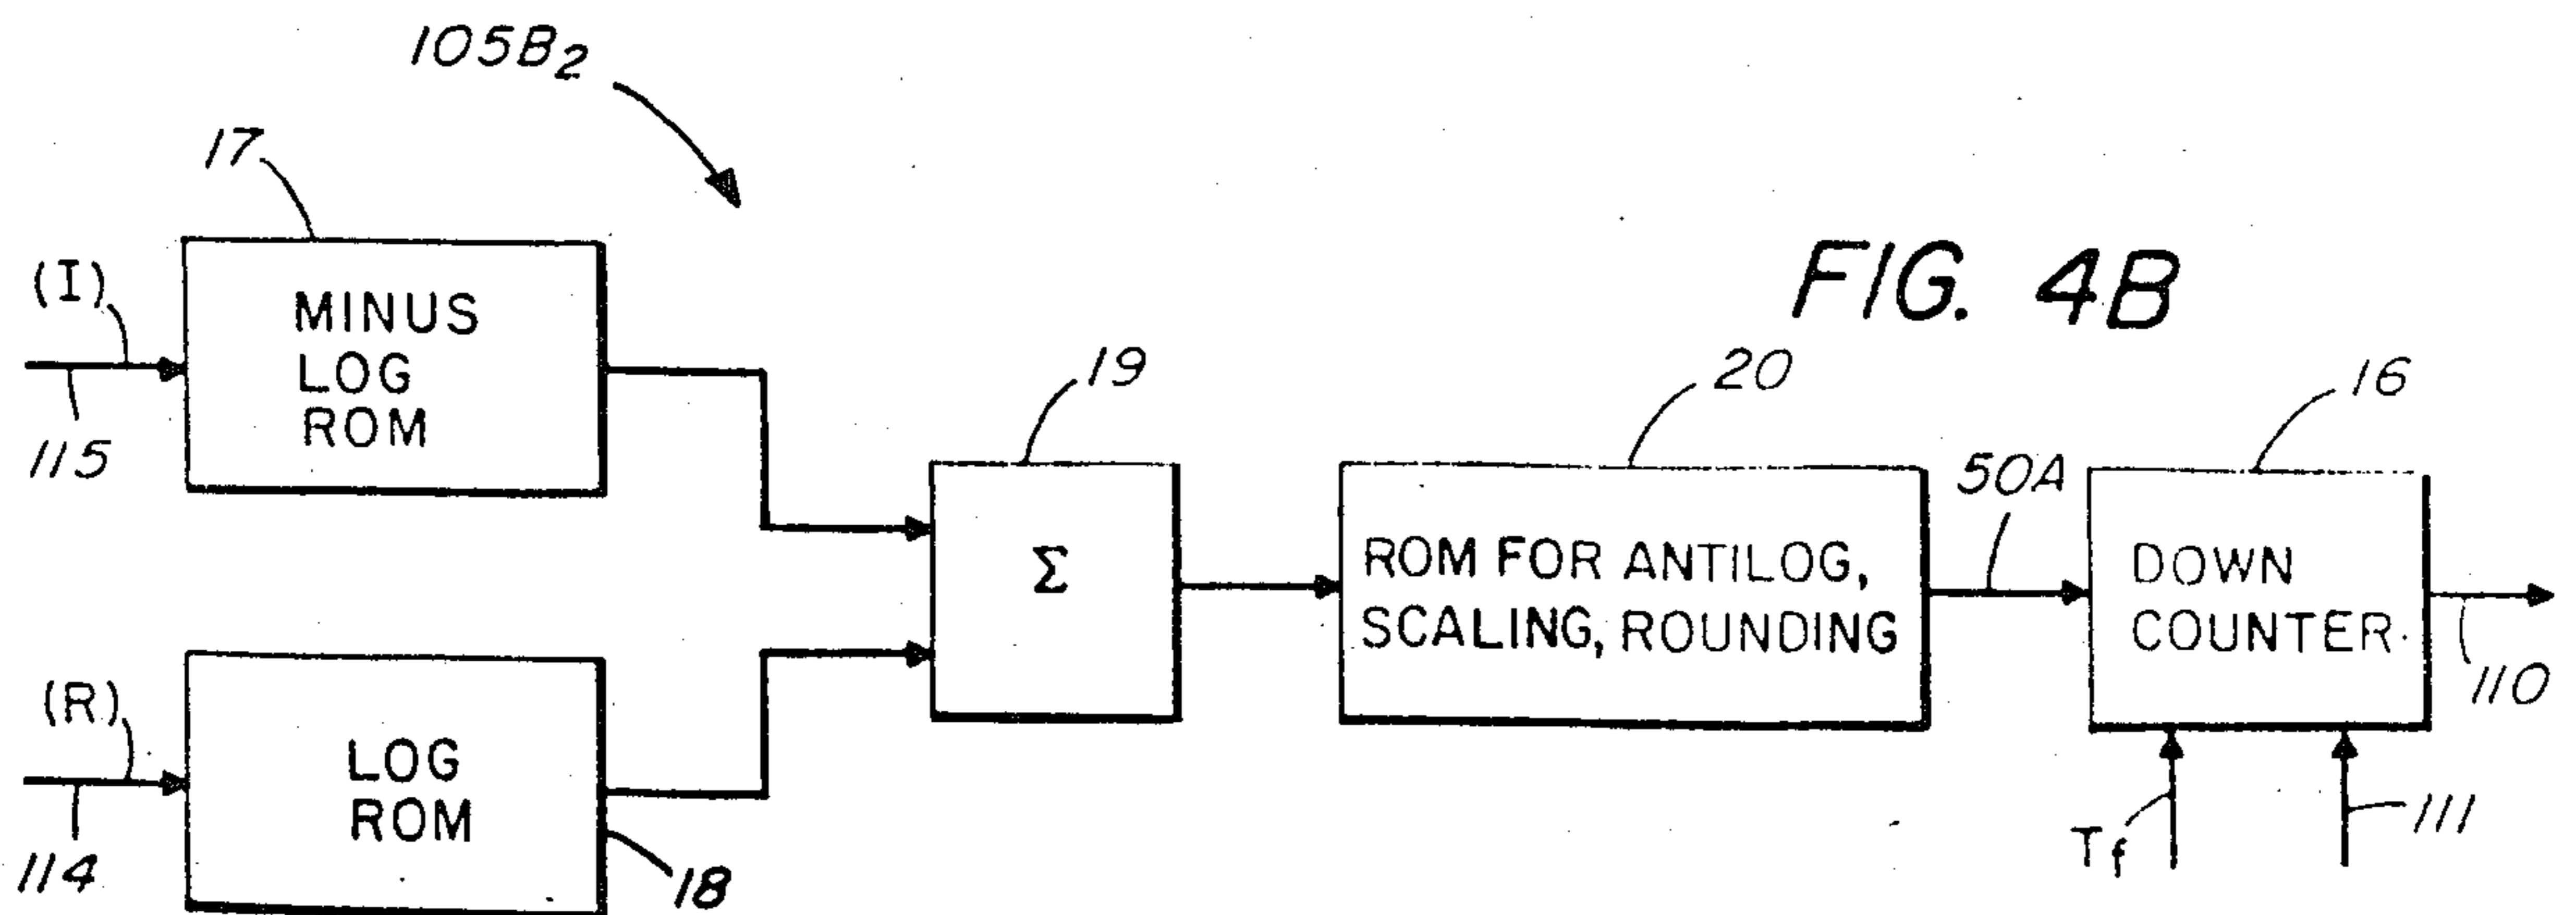 105B2
17
(I)
MINUS
LOG
ROM
115
FIG. 4B
19
20
16
50A
Σ
ROM FOR ANTILOG,
SCALING, ROUNDING
DOWN
COUNTER
110
(R)
LOG
ROM
114
18
Tf
111